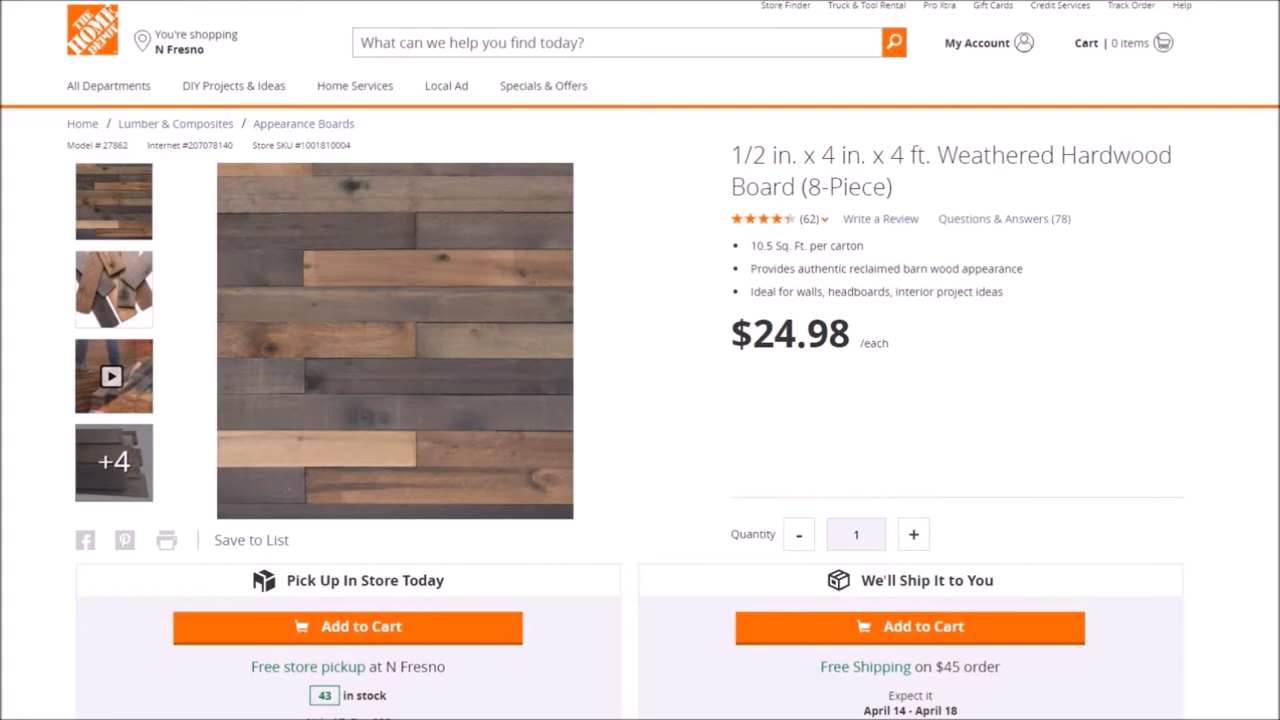 Store Finder Truck & Tool Rental Pro Xtra Gift Cards Credit Services Track Order Help
THE HOME DEPOT
You're shopping
N Fresno
What can we help you find today?
My Account
Cart | 0 items
All Departments DIY Projects & Ideas Home Services Local Ad Specials & Offers
Home / Lumber & Composites / Appearance Boards
Model # 27862 Internet #207078140 Store SKU #1001810004
1/2 in. x 4 in. x 4 ft. Weathered Hardwood
Board (8-Piece)
(62) Write a Review Questions & Answers (78)
• 10.5 Sq. Ft. per carton
• Provides authentic reclaimed barn wood appearance
• Ideal for walls, headboards, interior project ideas
$24.98 /each
+4
Quantity - 1 +
Save to List
Pick Up In Store Today
Add to Cart
Free store pickup at N Fresno
43 in stock
We'll Ship It to You
Add to Cart
Free Shipping on $45 order
Expect it
April 14 - April 18